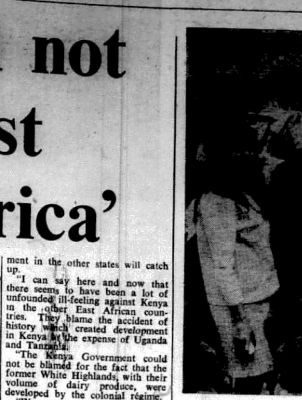 not
st
rica'
ment in the other states will catch
up.
"I can say here and now that
there seems to have been a lot of
unfounded ill-feeling against Kenya
in the other East African coun-
tries. They blame the accident of
history which created development
in Kenya at the expense of Uganda
and Tanzania.
"The Kenya Government could
not be blamed for the fact that the
former White Highlands, with their
volume of dairy produce, were
developed by the colonial régime.